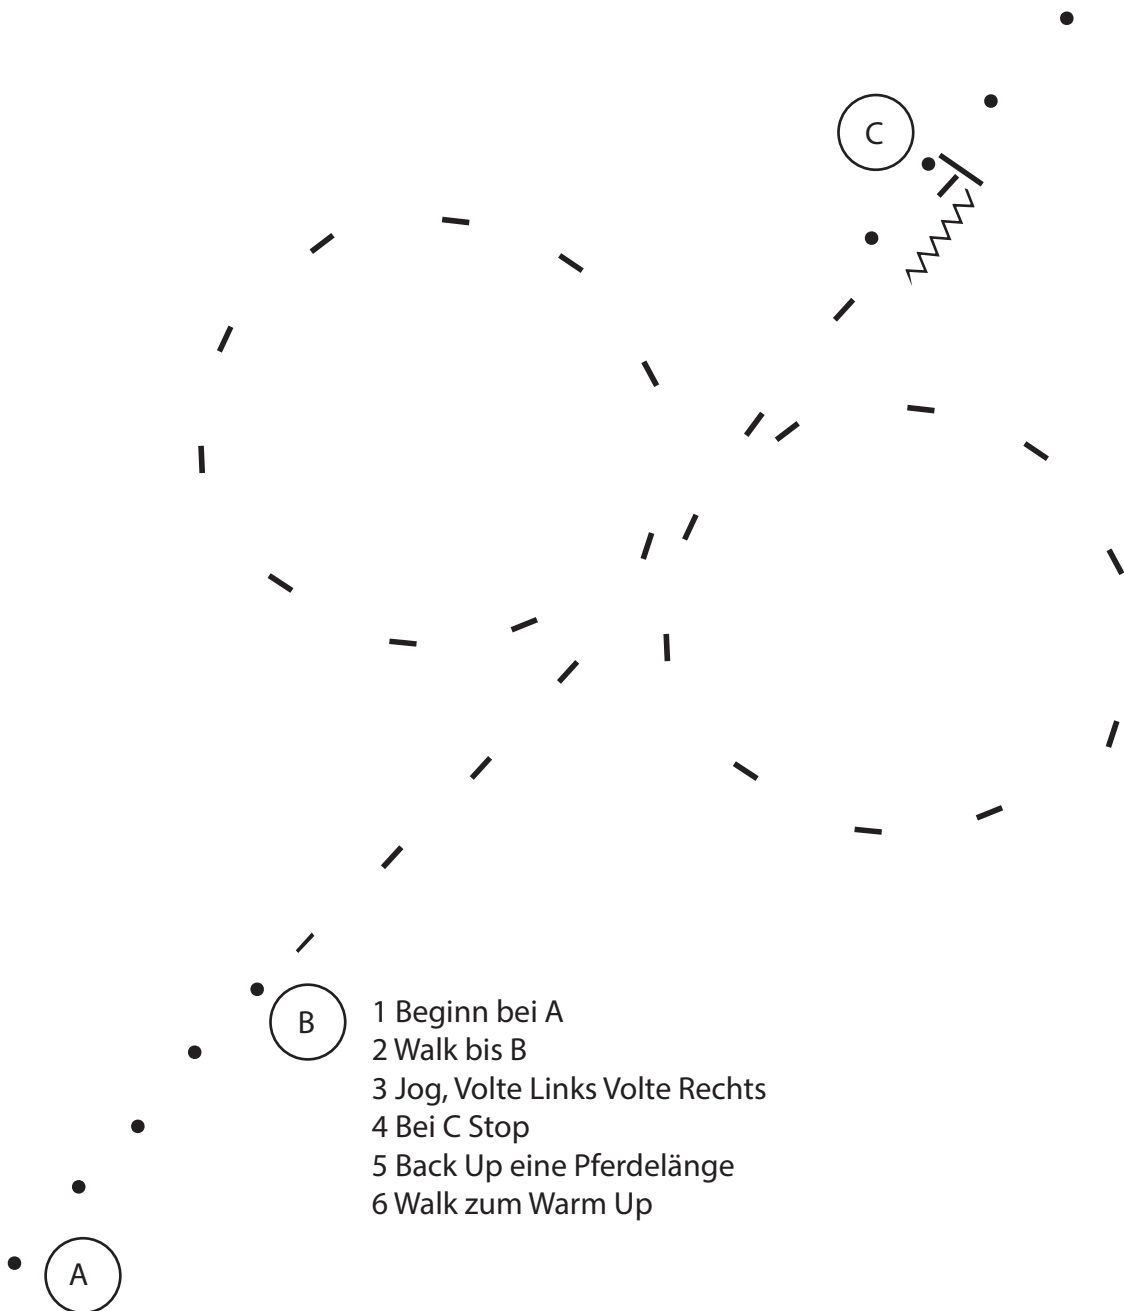 C
B
1 Beginn bei A
2 Walk bis B
3 Jog, Volte Links Volte Rechts
4 Bei C Stop
5 Back Up eine Pferdelänge
6 Walk zum Warm Up
A